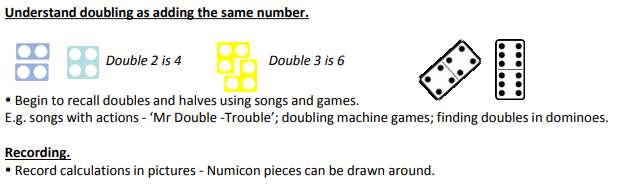 Understand doubling as adding the same number.
Double 2 is 4 Double 3 is 6
• Begin to recall doubles and halves using songs and games.
E.g. songs with actions - ‘Mr Double -Trouble’; doubling machine games; finding doubles in dominoes.
Recording.
• Record calculations in pictures - Numicon pieces can be drawn around.